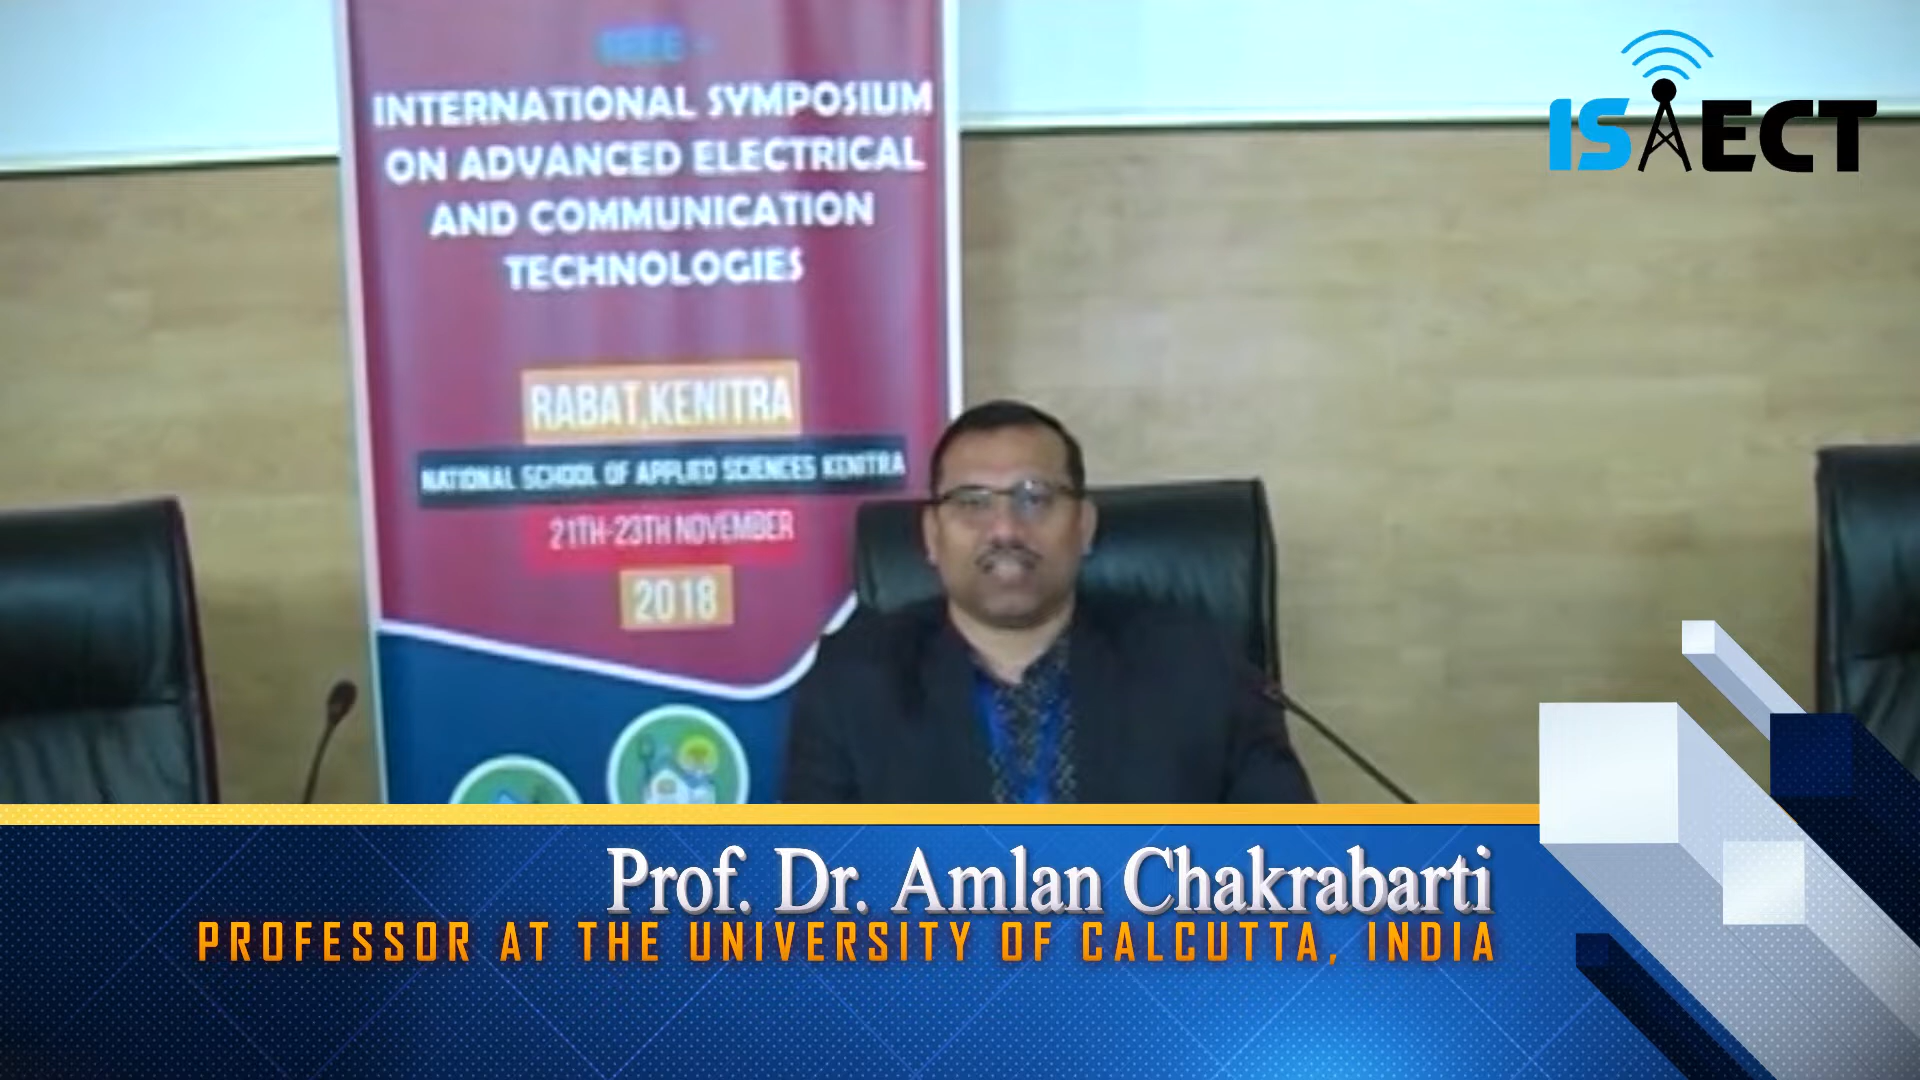 INTERNATIONAL SYMPOSIUM
ON ADVANCED ELECTRICAL
AND COMMUNICATION
TECHNOLOGIES
RABAT,KENITRA
NATIONAL SCHOOL OF APPLIED SCIENCES KENITRA
21TH-23TH NOVEMBER
2018
ISAECT
Prof. Dr. Amlan Chakrabarti
PROFESSOR AT THE UNIVERSITY OF CALCUTTA, INDIA